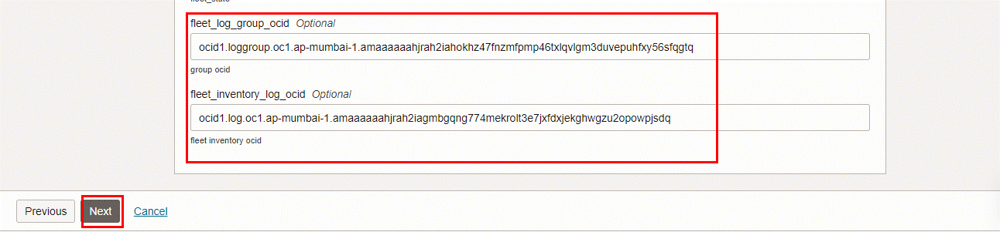 fleet_state
fleet_log_group_ocid Optional
ocid1.loggroup.oc1.ap-mumbai-1.amaaaaaahjrah2iahokhz47fnzmfpmp46txlqvlgm3duvepuhfxy56sfqgtq
group ocid
fleet_inventory_log_ocid Optional
ocid1.log.oc1.ap-mumbai-1.amaaaaaahjrah2iagmbgqng774mekrolt3e7jxfdxjekghwgzu2opowpjsdq
fleet inventory ocid
Previous Next Cancel